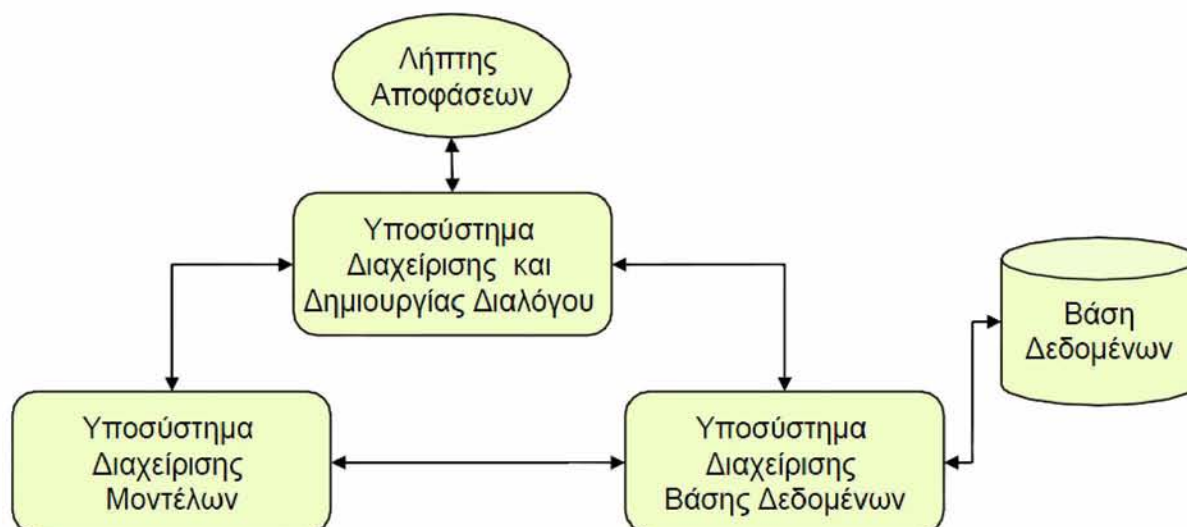 Λήπτης
Αποφάσεων
Υποσύστημα
Διαχείρισης και
Δημιουργίας Διαλόγου
Βάση
Δεδομένων
Υποσύστημα
Διαχείρισης
Μοντέλων
Υποσύστημα
Διαχείρισης
Βάσης Δεδομένων